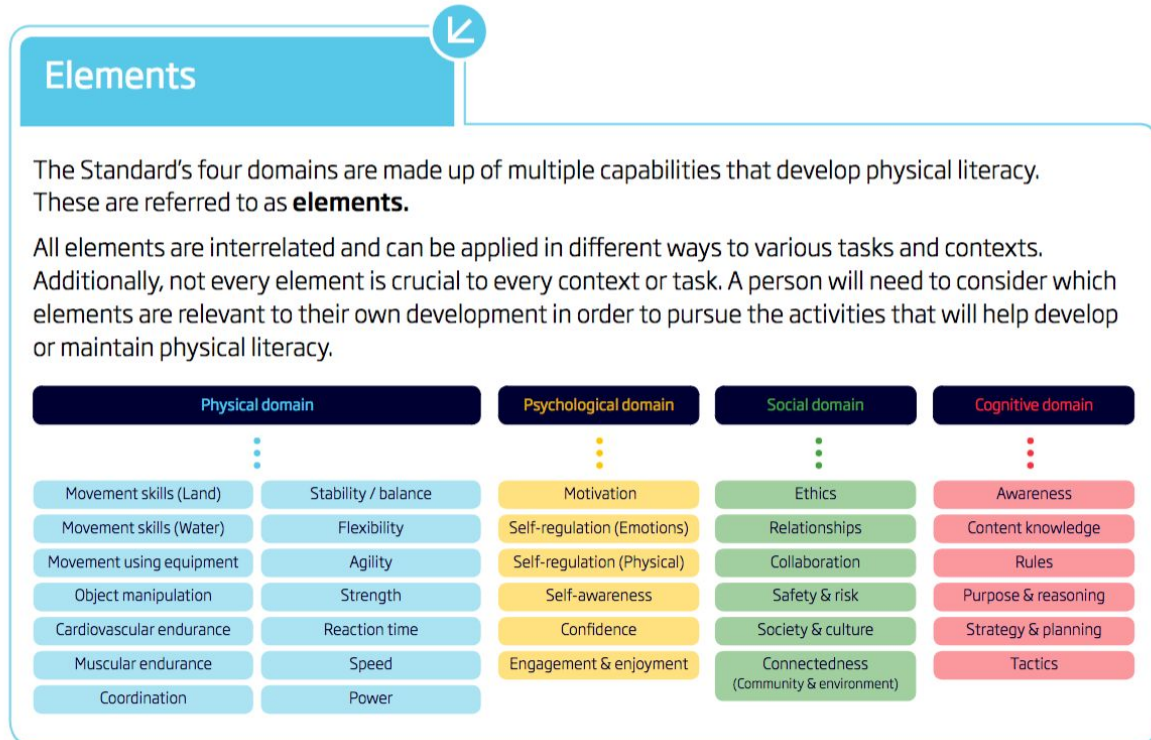 Elements
The Standard's four domains are made up of multiple capabilities that develop physical literacy.
These are referred to as elements.
All elements are interrelated and can be applied in different ways to various tasks and contexts.
Additionally, not every element is crucial to every context or task. A person will need to consider which
elements are relevant to their own development in order to pursue the activities that will help develop
or maintain physical literacy.
Physical domain
Movement skills (Land)
Movement skills (Water)
Movement using equipment
Object manipulation
Cardiovascular endurance
Muscular endurance
Coordination
Stability / balance
Flexibility
Agility
Strength
Reaction time
Speed
Power
Psychological domain
Motivation
Self-regulation (Emotions)
Self-regulation (Physical)
Self-awareness
Confidence
Engagement & enjoyment
Social domain
Ethics
Relationships
Collaboration
Safety & risk
Society & culture
Connectedness
(Community & environment)
Cognitive domain
Awareness
Content knowledge
Rules
Purpose & reasoning
Strategy & planning
Tactics